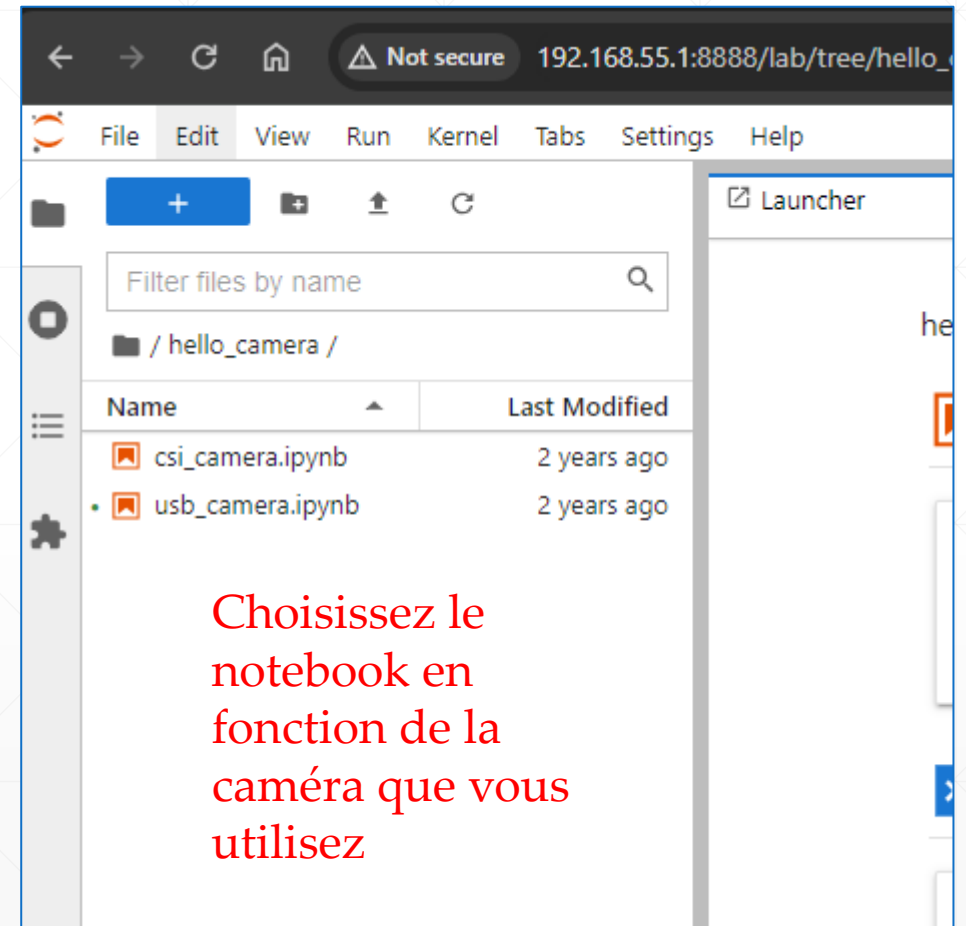 Not secure 192.168.55.1:8888/lab/tree/hello_
File Edit View Run Kernel Tabs Settings Help
+
Launcher
Filter files by name
/ hello_camera /
he
Name Last Modified
csi_camera.ipynb 2 years ago
usb_camera.ipynb 2 years ago
Choisissez le
notebook en
fonction de la
caméra que vous
utilisez